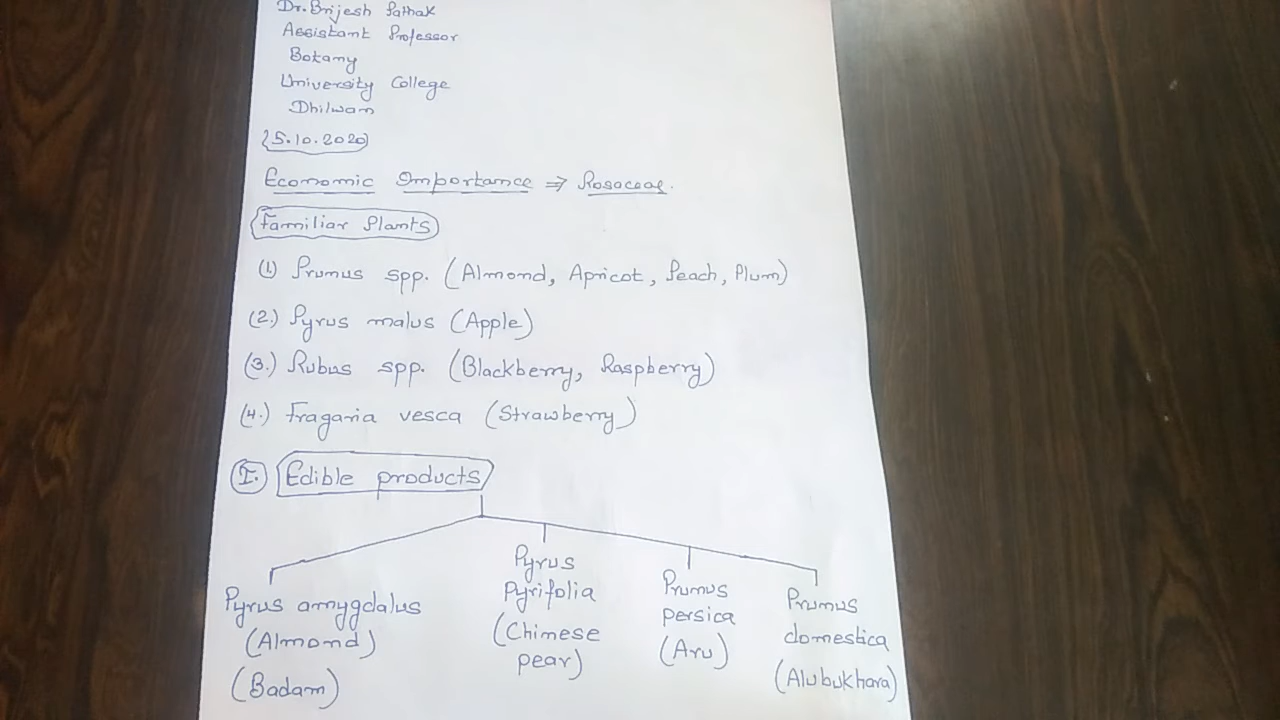 Dr. Brijesh Pathak
Assistant Professor
Botany
University College
Dhilwan
15.10.2020
Economic Importance ⇒ Rosaceae.
Familiar Plants
(1) Prunus spp. (Almond, Apricot, Peach, Plum)
(2.) Pyrus malus (Apple)
(3.) Rubus spp. (Blackberry, Raspberry)
(4.) Fragaria vesca (Strawberry)
I. Edible products
Pyrus amygdalus
(Almond)
(Badam)
Pyrus
Pyrifolia
(Chinese
pear)
Prunus
persica
(Aru)
Prunus
domestica
(Alubukhara)